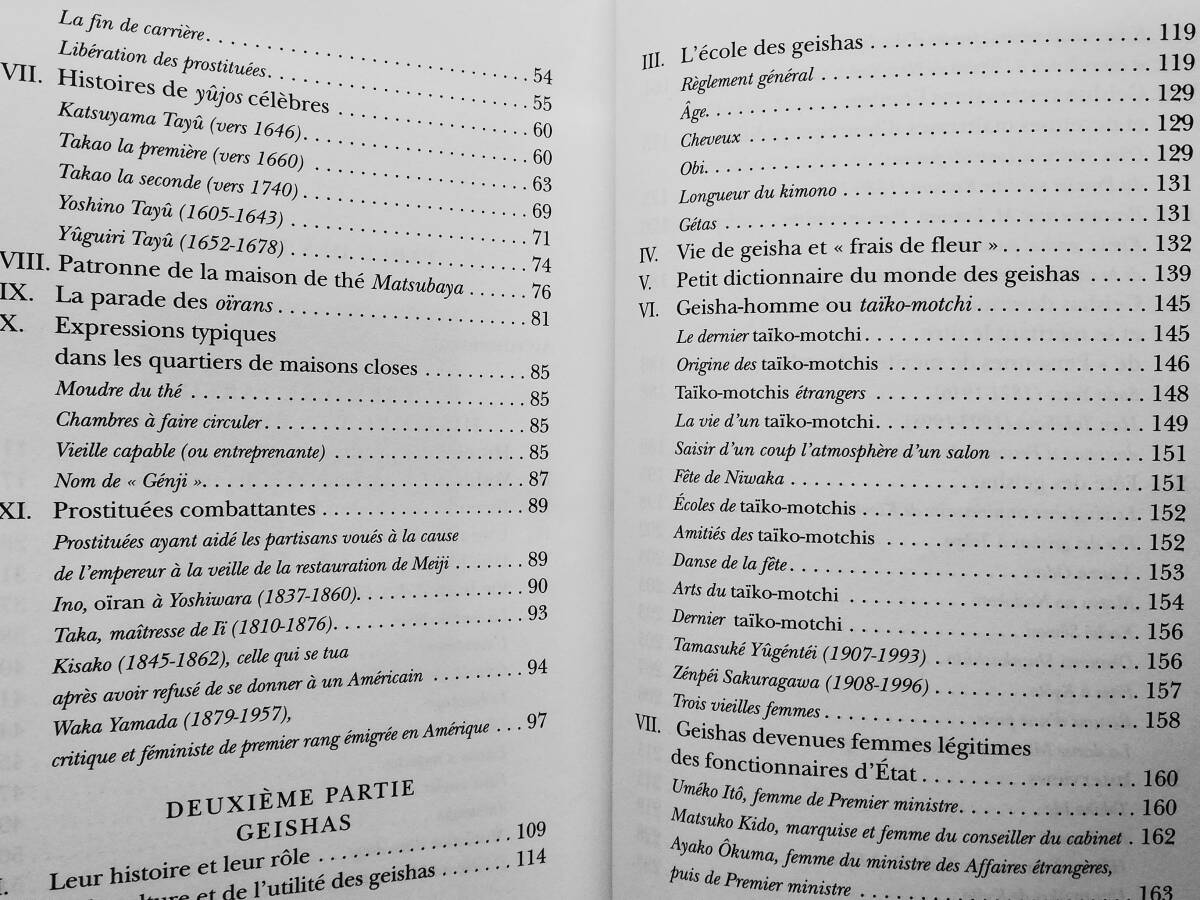 La fin de carrière. . . . . . . . . . . . . . . . . . . . . . . . . . . . 54
Libération des prostituées. . . . . . . . . . . . . . . . . . . . . . 55
VII. Histoires de yûjos célèbres . . . . . . . . . . . . . . . . 60
Katsuyama Tayû (vers 1646). . . . . . . . . . . . . . . . . . 60
Takao la première (vers 1660) . . . . . . . . . . . . . . . . . 63
Takao la seconde (vers 1740) . . . . . . . . . . . . . . . . . . 69
Yoshino Tayû (1605-1643) . . . . . . . . . . . . . . . . . . . 71
Yûguiri Tayû (1652-1678) . . . . . . . . . . . . . . . . . . . 74
VIII. Patronne de la maison de thé Matsubaya . . . . . . 76
IX. La parade des oïrans . . . . . . . . . . . . . . . . . . . . 81
X. Expressions typiques
dans les quartiers de maisons closes . . . . . . . . . . 85
Moudre du thé . . . . . . . . . . . . . . . . . . . . . . . . . . 85
Chambres à faire circuler. . . . . . . . . . . . . . . . . . . . 85
Vieille capable (ou entreprenante) . . . . . . . . . . . . . . 85
Nom de « Génji ». . . . . . . . . . . . . . . . . . . . . . . . . 87
XI. Prostituées combattantes . . . . . . . . . . . . . . . . . . 89
Prostituées ayant aidé les partisans voués à la cause
de l'empereur à la veille de la restauration de Meiji . . . . . . 89
Ino, oïran à Yoshiwara (1837-1860). . . . . . . . . . . . . 90
Taka, maîtresse de Iï (1810-1876). . . . . . . . . . . . . . . 93
Kisako (1845-1862), celle qui se tua
après avoir refusé de se donner à un Américain . . . . . . . . 94
Waka Yamada (1879-1957),
critique et féministe de premier rang émigrée en Amérique . . . 97
DEUXIÈME PARTIE
GEISHAS
Leur histoire et leur rôle . . . . . . . . . . . . . . . . . 109
et de l'utilité des geishas . . . . . . 114
III. L'école des geishas . . . . . . . . . . . . . . . . . . . . . 119
Règlement général . . . . . . . . . . . . . . . . . . . . . . . . 119
Âge. . . . . . . . . . . . . . . . . . . . . . . . . . . . . . . . . 129
Cheveux . . . . . . . . . . . . . . . . . . . . . . . . . . . . . . 129
Obi. . . . . . . . . . . . . . . . . . . . . . . . . . . . . . . . . 129
Longueur du kimono . . . . . . . . . . . . . . . . . . . . . . 131
Gétas . . . . . . . . . . . . . . . . . . . . . . . . . . . . . . . . 131
IV. Vie de geisha et « frais de fleur ». . . . . . . . . . . . 132
V. Petit dictionnaire du monde des geishas . . . . . . 139
VI. Geisha-homme ou taïko-motchi . . . . . . . . . . . . . . 145
Le dernier taïko-motchi. . . . . . . . . . . . . . . . . . . . . 145
Origine des taïko-motchis . . . . . . . . . . . . . . . . . . . 146
Taïko-motchis étrangers . . . . . . . . . . . . . . . . . . . . 148
La vie d'un taïko-motchi. . . . . . . . . . . . . . . . . . . . 149
Saisir d'un coup l'atmosphère d'un salon . . . . . . . . . . 151
Fête de Niwaka . . . . . . . . . . . . . . . . . . . . . . . . . . 151
Écoles de taïko-motchis . . . . . . . . . . . . . . . . . . . . . 152
Amitiés des taïko-motchis . . . . . . . . . . . . . . . . . . . 152
Danse de la fête. . . . . . . . . . . . . . . . . . . . . . . . . . 153
Arts du taïko-motchi . . . . . . . . . . . . . . . . . . . . . . 154
Dernier taïko-motchi . . . . . . . . . . . . . . . . . . . . . . 156
Tamasuké Yûgéntéi (1907-1993) . . . . . . . . . . . . . . . 156
Zénpéi Sakuragawa (1908-1996) . . . . . . . . . . . . . . . 157
Trois vieilles femmes . . . . . . . . . . . . . . . . . . . . . . . 158
VII. Geishas devenues femmes légitimes
des fonctionnaires d'État . . . . . . . . . . . . . . . . . . 160
Uméko Itô, femme de Premier ministre. . . . . . . . . . . . 160
Matsuko Kido, marquise et femme du conseiller du cabinet . 162
Ayako Ôkuma, femme du ministre des Affaires étrangères,
puis de Premier ministre . . . . . . . . . . . . . . . . . . . . 163